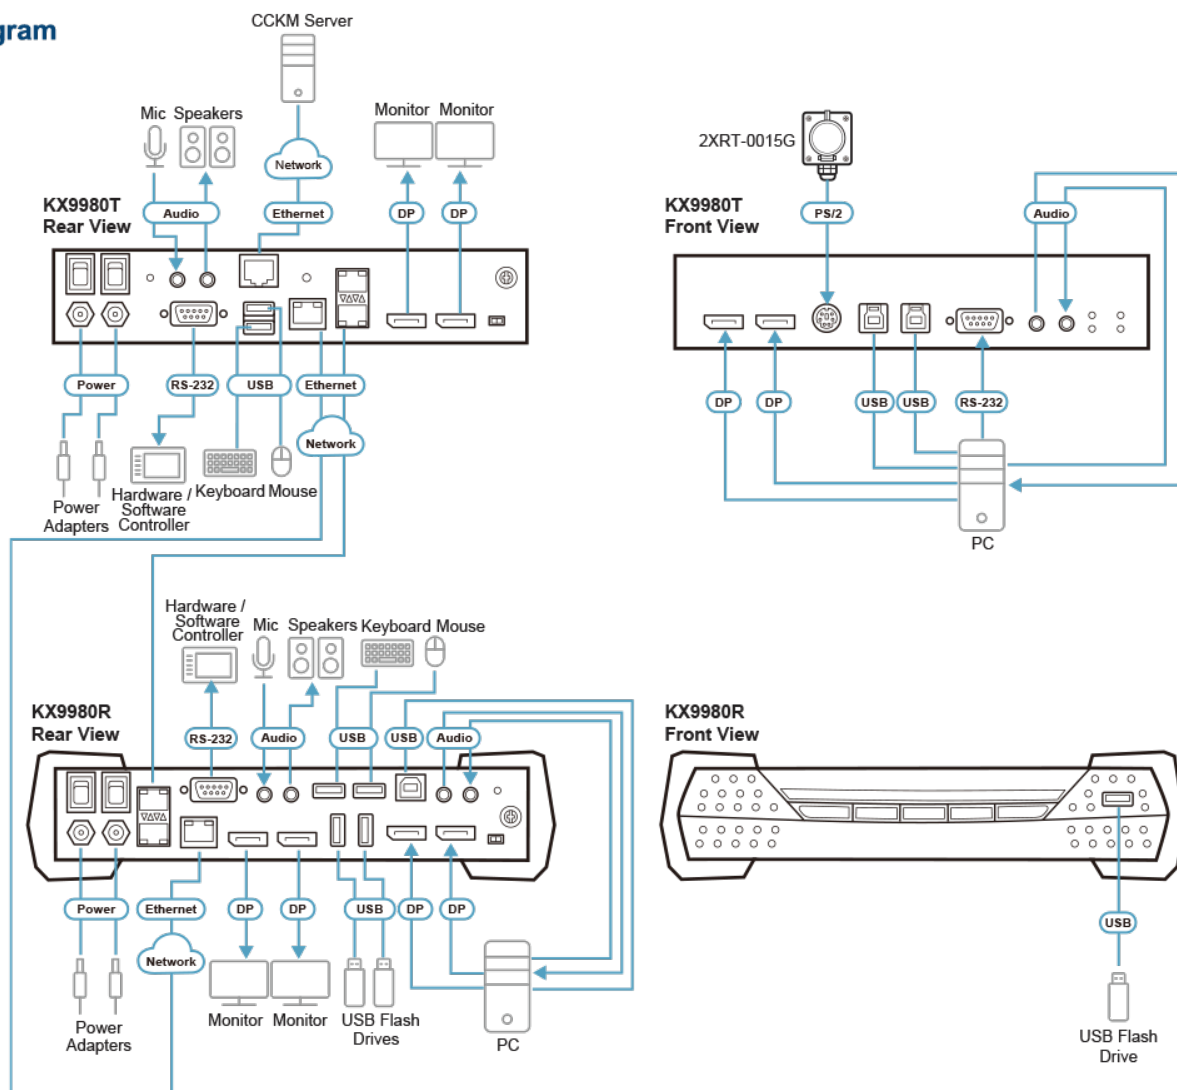 gram
CCKM Server
Mic Speakers
Monitor Monitor
Network
KX9980T
Rear View
Audio
Ethernet
DP
DP
Power
RS-232
USB
Ethernet
Network
Power
Adapters
Hardware /
Software
Controller
Keyboard Mouse
2XRT-0015G
KX9980T
Front View
PS/2
Audio
DP
DP
USB
USB
RS-232
PC
Hardware /
Software
Controller
Mic Speakers Keyboard Mouse
KX9980R
Rear View
RS-232
Audio
USB
USB
Audio
Power
Ethernet
DP
DP
USB
DP
DP
Network
Power
Adapters
Monitor Monitor
USB Flash
Drives
PC
KX9980R
Front View
USB
USB Flash
Drive